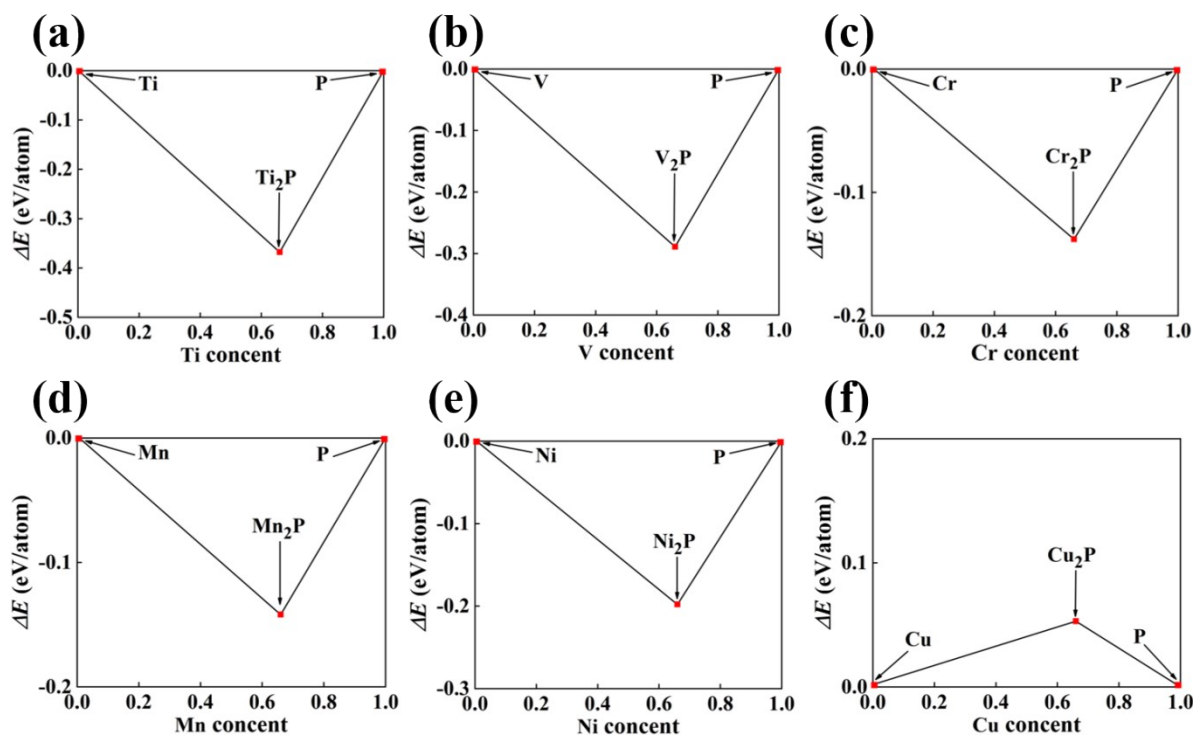 (a)
0.0
-0.1
-0.2
-0.3
-0.4
-0.5
ΔE (eV/atom)
Ti
P
Ti₂P
0.0 0.2 0.4 0.6 0.8 1.0
Ti concent
(b)
0.0
-0.1
-0.2
-0.3
-0.4
ΔE (eV/atom)
V
P
V₂P
0.0 0.2 0.4 0.6 0.8 1.0
V concent
(c)
0.0
-0.1
-0.2
ΔE (eV/atom)
Cr
P
Cr₂P
0.0 0.2 0.4 0.6 0.8 1.0
Cr concent
(d)
0.0
-0.1
-0.2
ΔE (eV/atom)
Mn
P
Mn₂P
0.0 0.2 0.4 0.6 0.8 1.0
Mn concent
(e)
0.0
-0.1
-0.2
-0.3
ΔE (eV/atom)
Ni
P
Ni₂P
0.0 0.2 0.4 0.6 0.8 1.0
Ni concent
(f)
0.2
0.1
0.0
ΔE (eV/atom)
Cu₂P
Cu
P
0.0 0.2 0.4 0.6 0.8 1.0
Cu concent